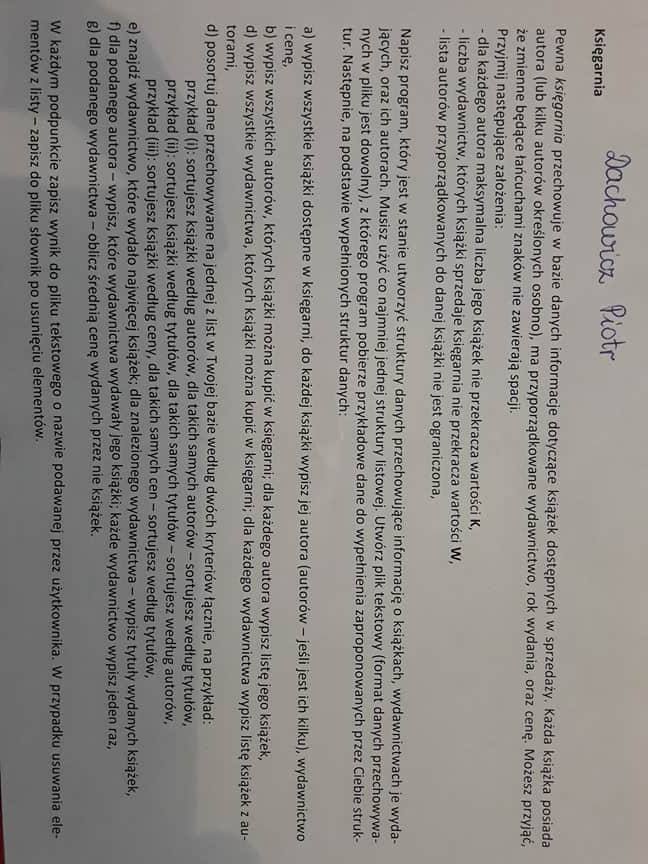 Dachowicz Piotr
Księgarnia
Pewna księgarnia przechowuje w bazie danych informacje dotyczące książek dostępnych w sprzedaży. Każda książka posiada
autora (lub kilku autorów określonych osobno), ma przyporządkowane wydawnictwo, rok wydania, oraz cenę. Możesz przyjąć,
że zmienne będące łańcuchami znaków nie zawierają spacji.
Przyjmij następujące założenia:
- dla każdego autora maksymalna liczba jego książek nie przekracza wartości K,
- liczba wydawnictw, których książki sprzedaje księgarnia nie przekracza wartości W,
- lista autorów przyporządkowanych do danej książki nie jest ograniczona,
Napisz program, który jest w stanie utworzyć struktury danych przechowujące informację o książkach, wydawnictwach je wyda-
jących, oraz ich autorach. Musisz użyć co najmniej jednej struktury listowej. Utwórz plik tekstowy (format danych przechowywa-
nych w pliku jest dowolny), z którego program pobierze przykładowe dane do wypełnienia zaproponowanych przez Ciebie struk-
tur. Następnie, na podstawie wypełnionych struktur danych:
a) wypisz wszystkie książki dostępne w księgarni, do każdej książki wypisz jej autora (autorów – jeśli jest ich kilku), wydawnictwo
i cenę,
b) wypisz wszystkich autorów, których książki można kupić w księgarni; dla każdego autora wypisz listę jego książek,
d) wypisz wszystkie wydawnictwa, których książki można kupić w księgarni; dla każdego wydawnictwa wypisz listę książek z au-
torami,
d) posortuj dane przechowywane na jednej z list w Twojej bazie według dwóch kryteriów łącznie, na przykład:
przykład (i): sortujesz książki według autorów, dla takich samych autorów – sortujesz według tytułów,
przykład (ii): sortujesz książki według tytułów, dla takich samych tytułów – sortujesz według autorów,
przykład (iii): sortujesz książki według ceny, dla takich samych cen – sortujesz według tytułów,
e) znajdź wydawnictwo, które wydało najwięcej książek; dla znalezionego wydawnictwa – wypisz tytuły wydanych książek,
f) dla podanego autora – wypisz, które wydawnictwa wydawały jego książki; każde wydawnictwo wypisz jeden raz,
g) dla podanego wydawnictwa – oblicz średnią cenę wydanych przez nie książek.
W każdym podpunkcie zapisz wynik do pliku tekstowego o nazwie podawanej przez użytkownika. W przypadku usuwania ele-
mentów z listy – zapisz do pliku słownik po usunięciu elementów.